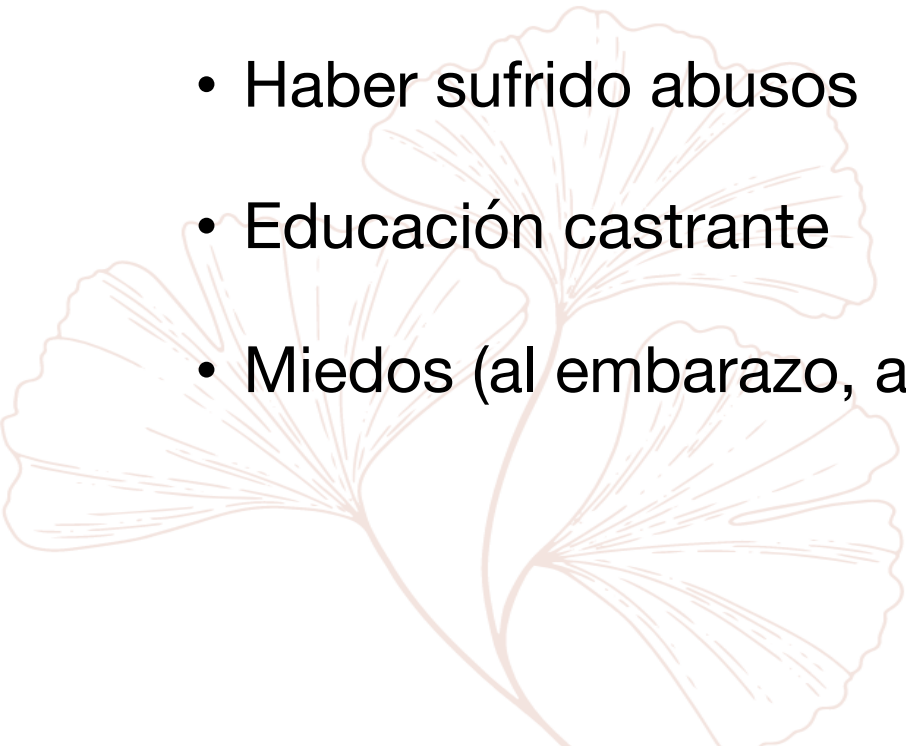 • Haber sufrido abusos
• Educación castrante
• Miedos (al embarazo, a